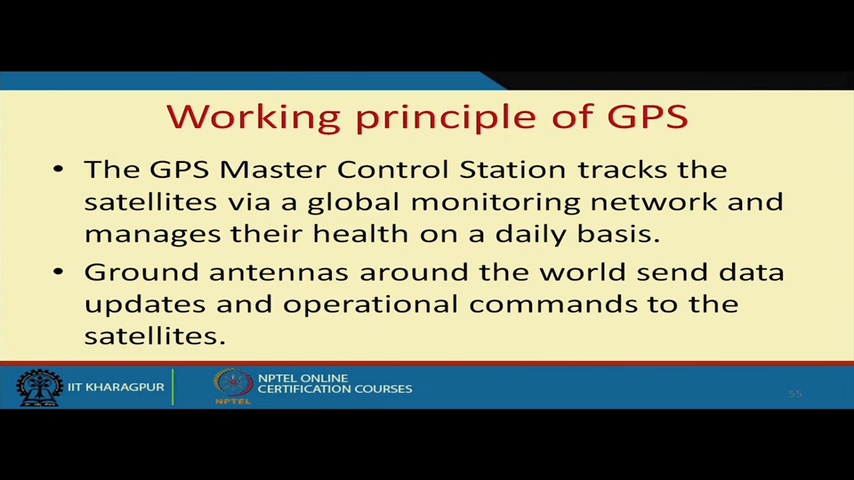 Working principle of GPS
• The GPS Master Control Station tracks the
satellites via a global monitoring network and
manages their health on a daily basis.
• Ground antennas around the world send data
updates and operational commands to the
satellites.
IIT KHARAGPUR
NPTEL
NPTEL ONLINE
CERTIFICATION COURSES
55